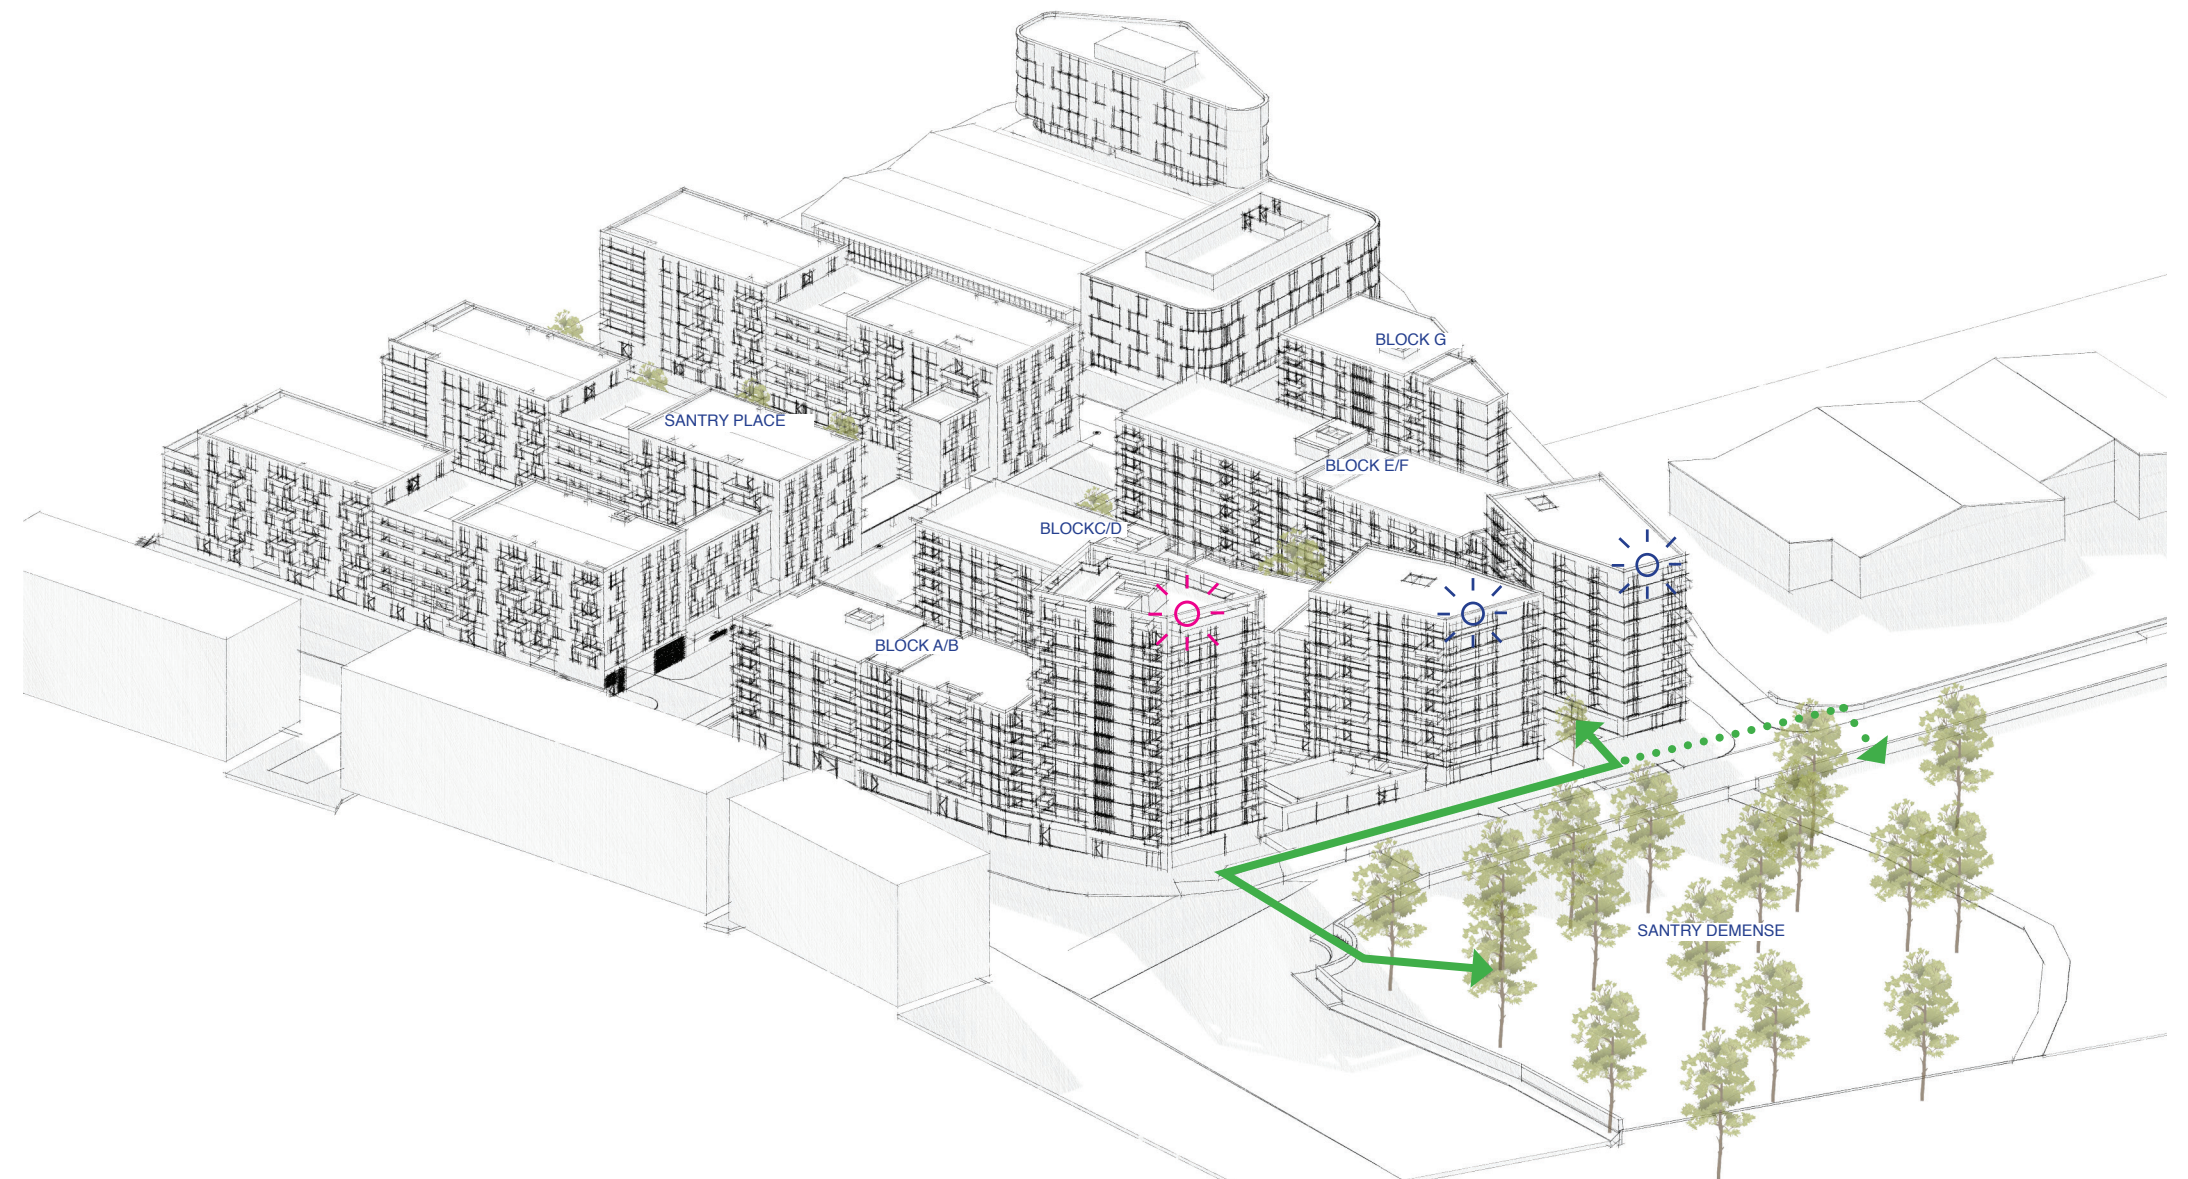 BLOCK G
SANTRY PLACE
BLOCK E/F
BLOCKC/D
BLOCK A/B
SANTRY DEMENSE